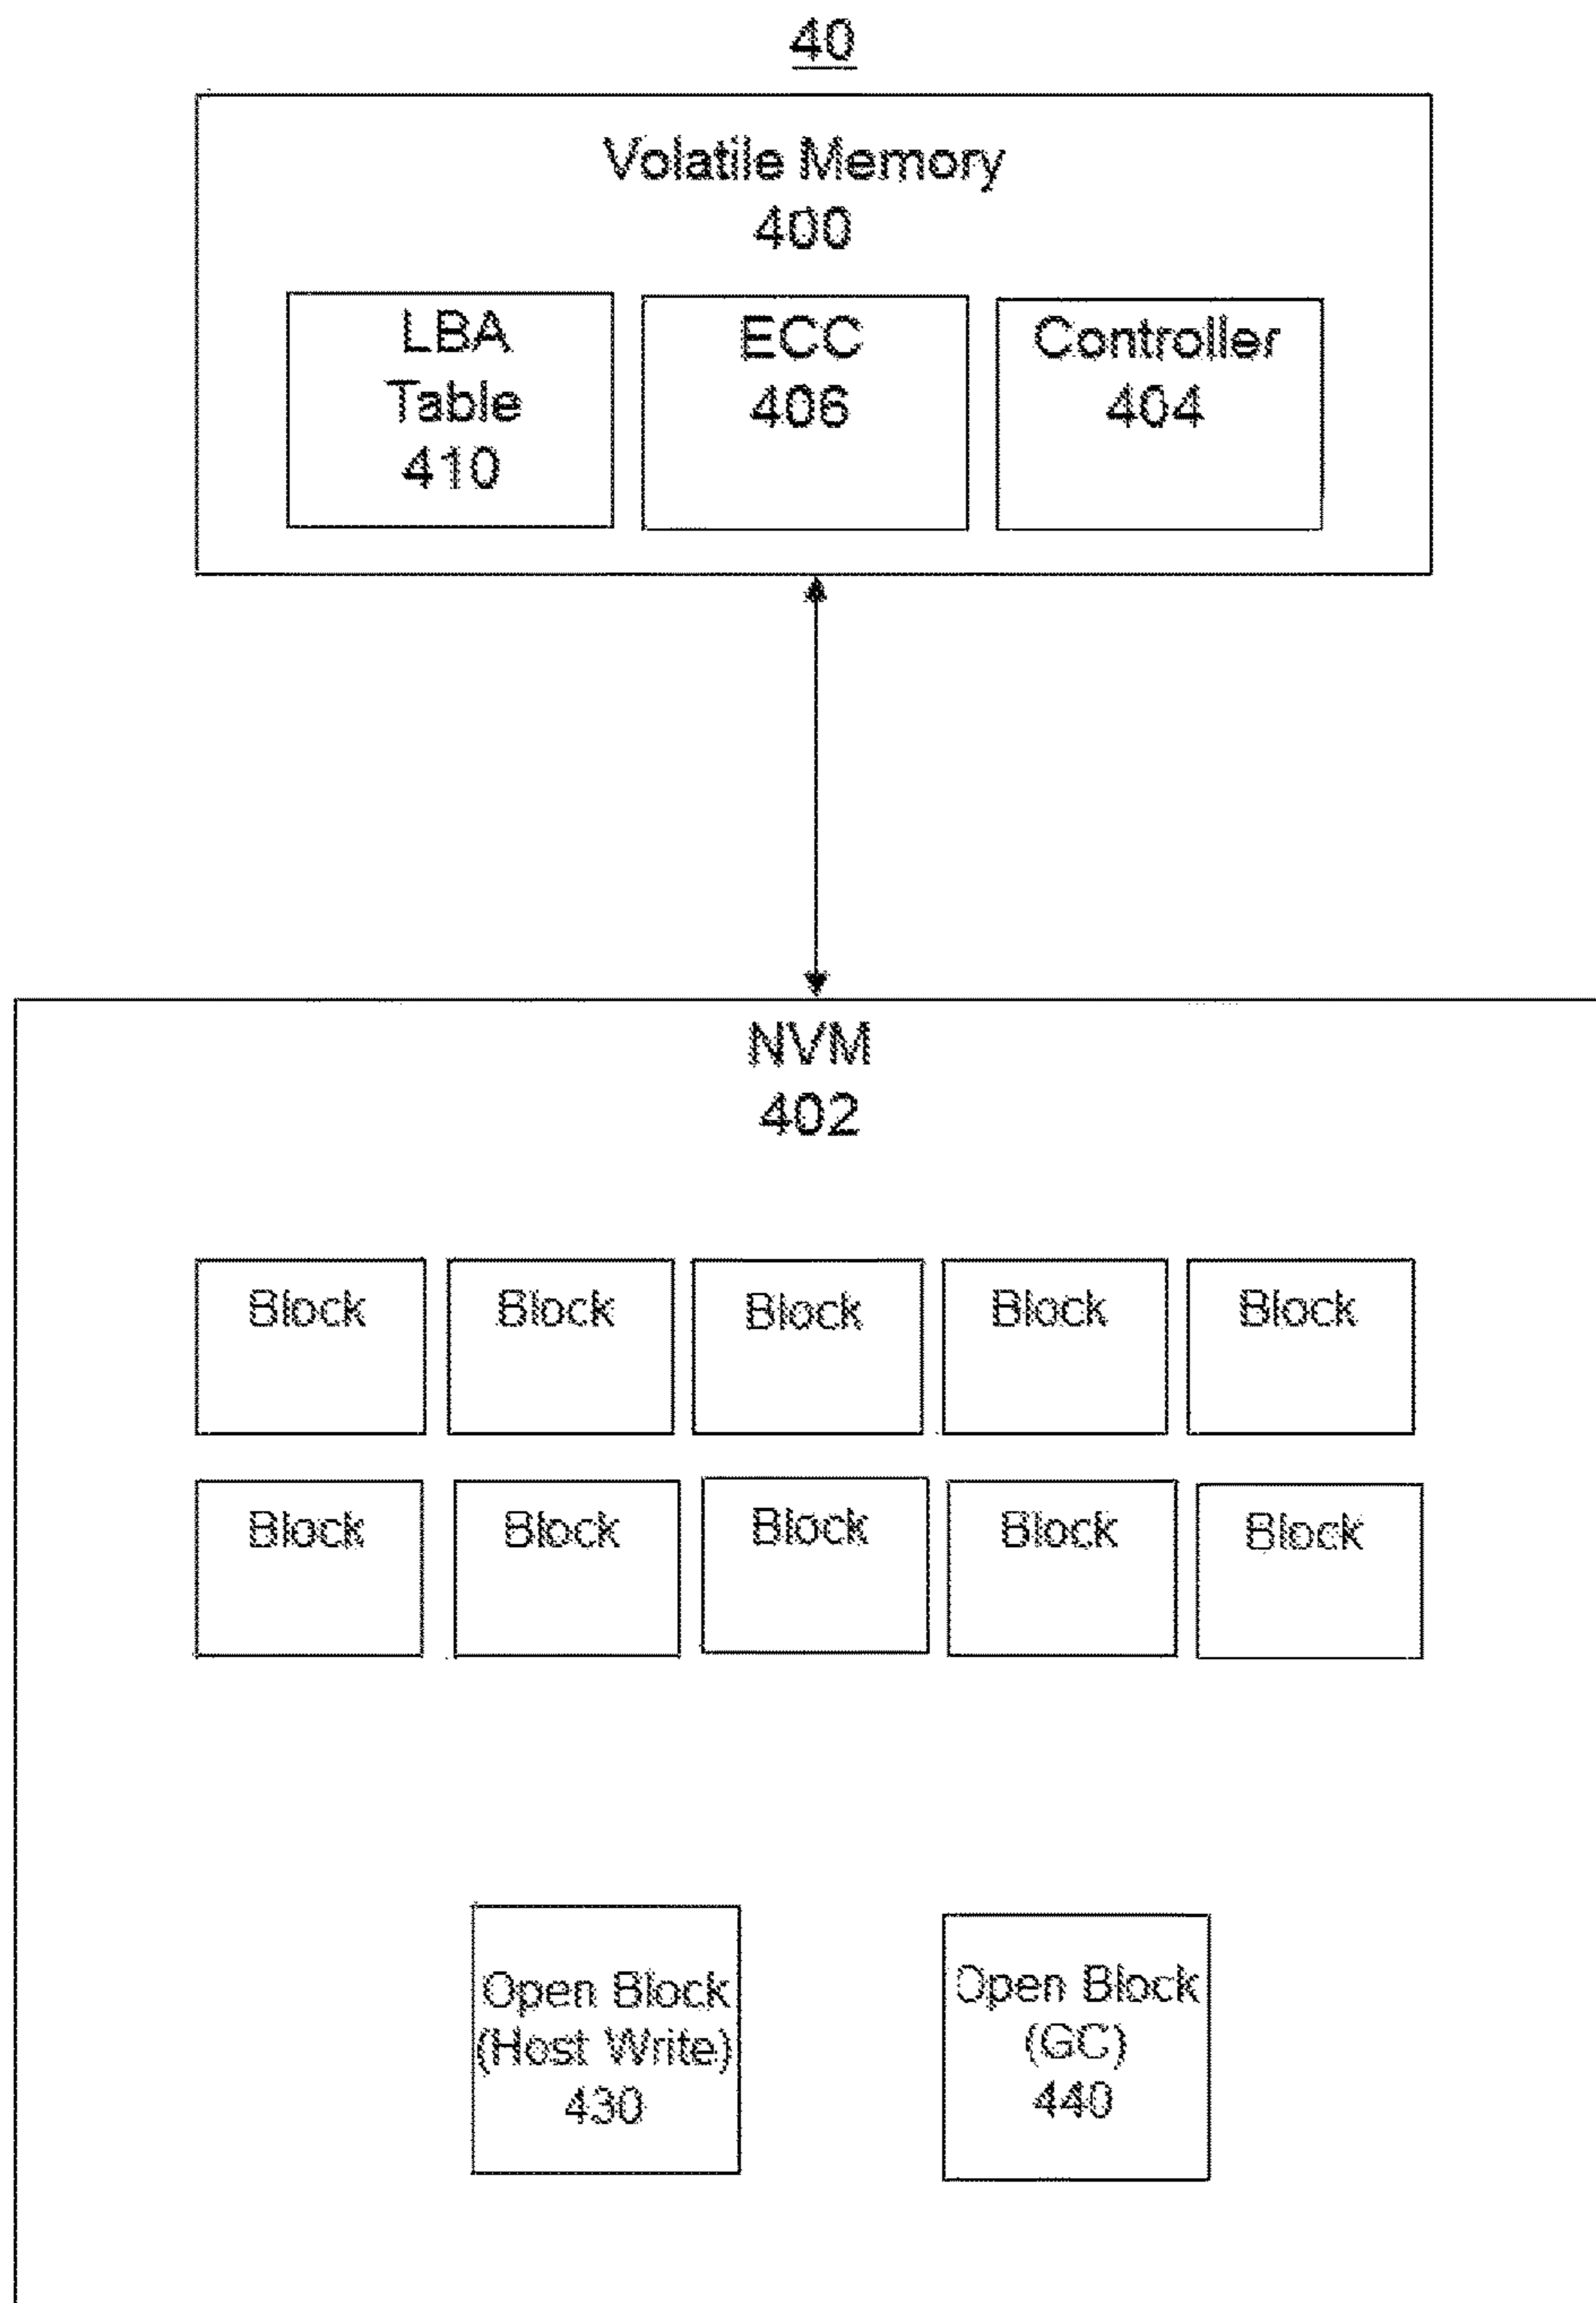 40
Volatile Memory
400
LBA
Table
410
ECC
406
Controller
404
NVM
402
Block
Block
Block
Block
Block
Block
Block
Block
Block
Block
Open Block
(Host Write)
430
Open Block
(GC)
440